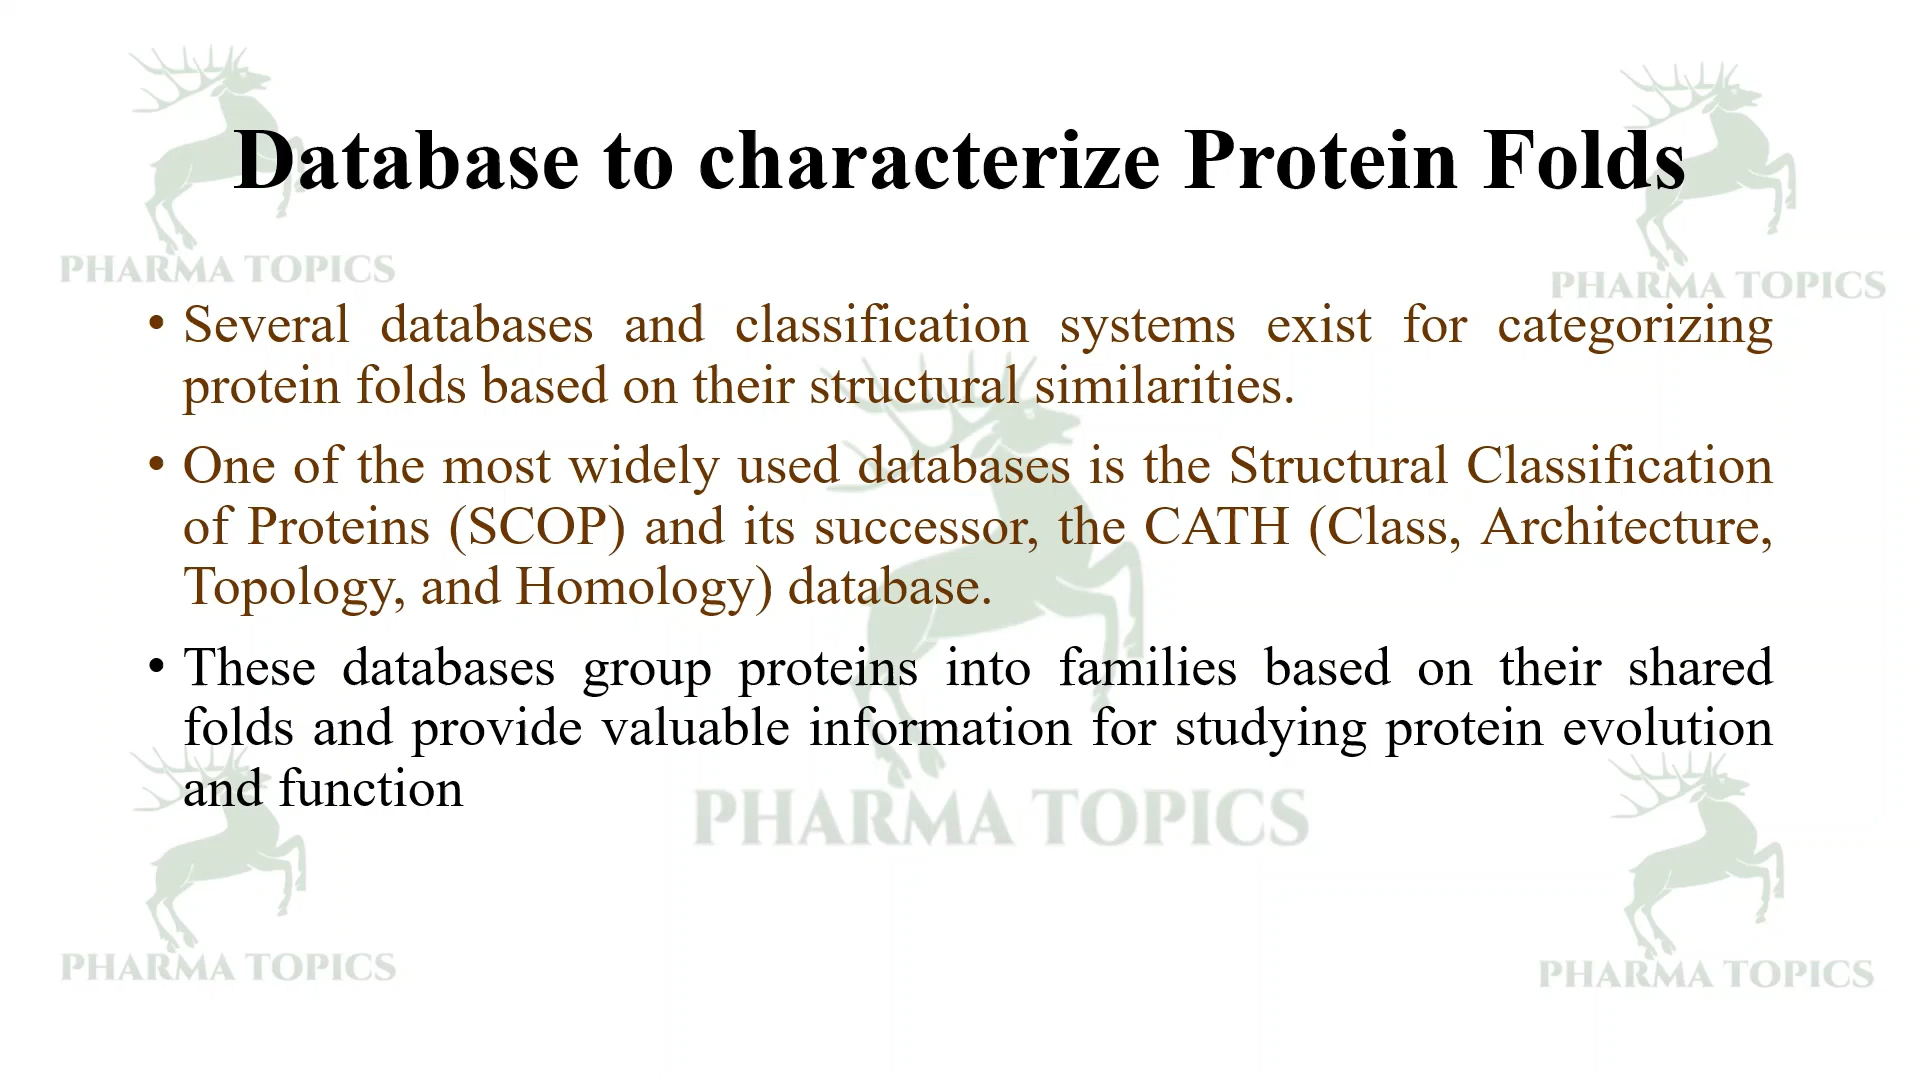 Database to characterize Protein Folds
PHARMA TOPICS
PHARMA TOPICS
• Several databases and classification systems exist for categorizing
protein folds based on their structural similarities.
• One of the most widely used databases is the Structural Classification
of Proteins (SCOP) and its successor, the CATH (Class, Architecture,
Topology, and Homology) database.
• These databases group proteins into families based on their shared
folds and provide valuable information for studying protein evolution
and function
PHARMA TOPICS
PHARMA TOPICS
PHARMA TOPICS